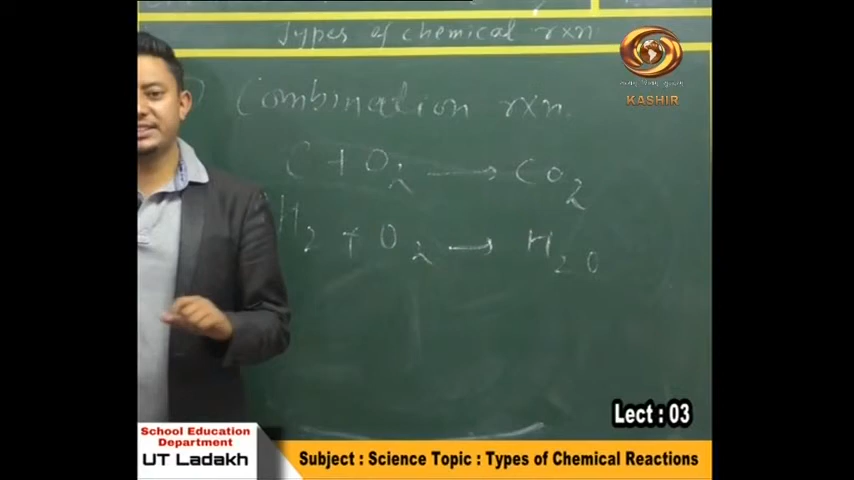 Types of chemical rxn
Combination rxn.
C + O2 → CO2
H2 + O2 → H2O
KASHIR
Lect : 03
School Education
Department
UT Ladakh
Subject : Science Topic : Types of Chemical Reactions